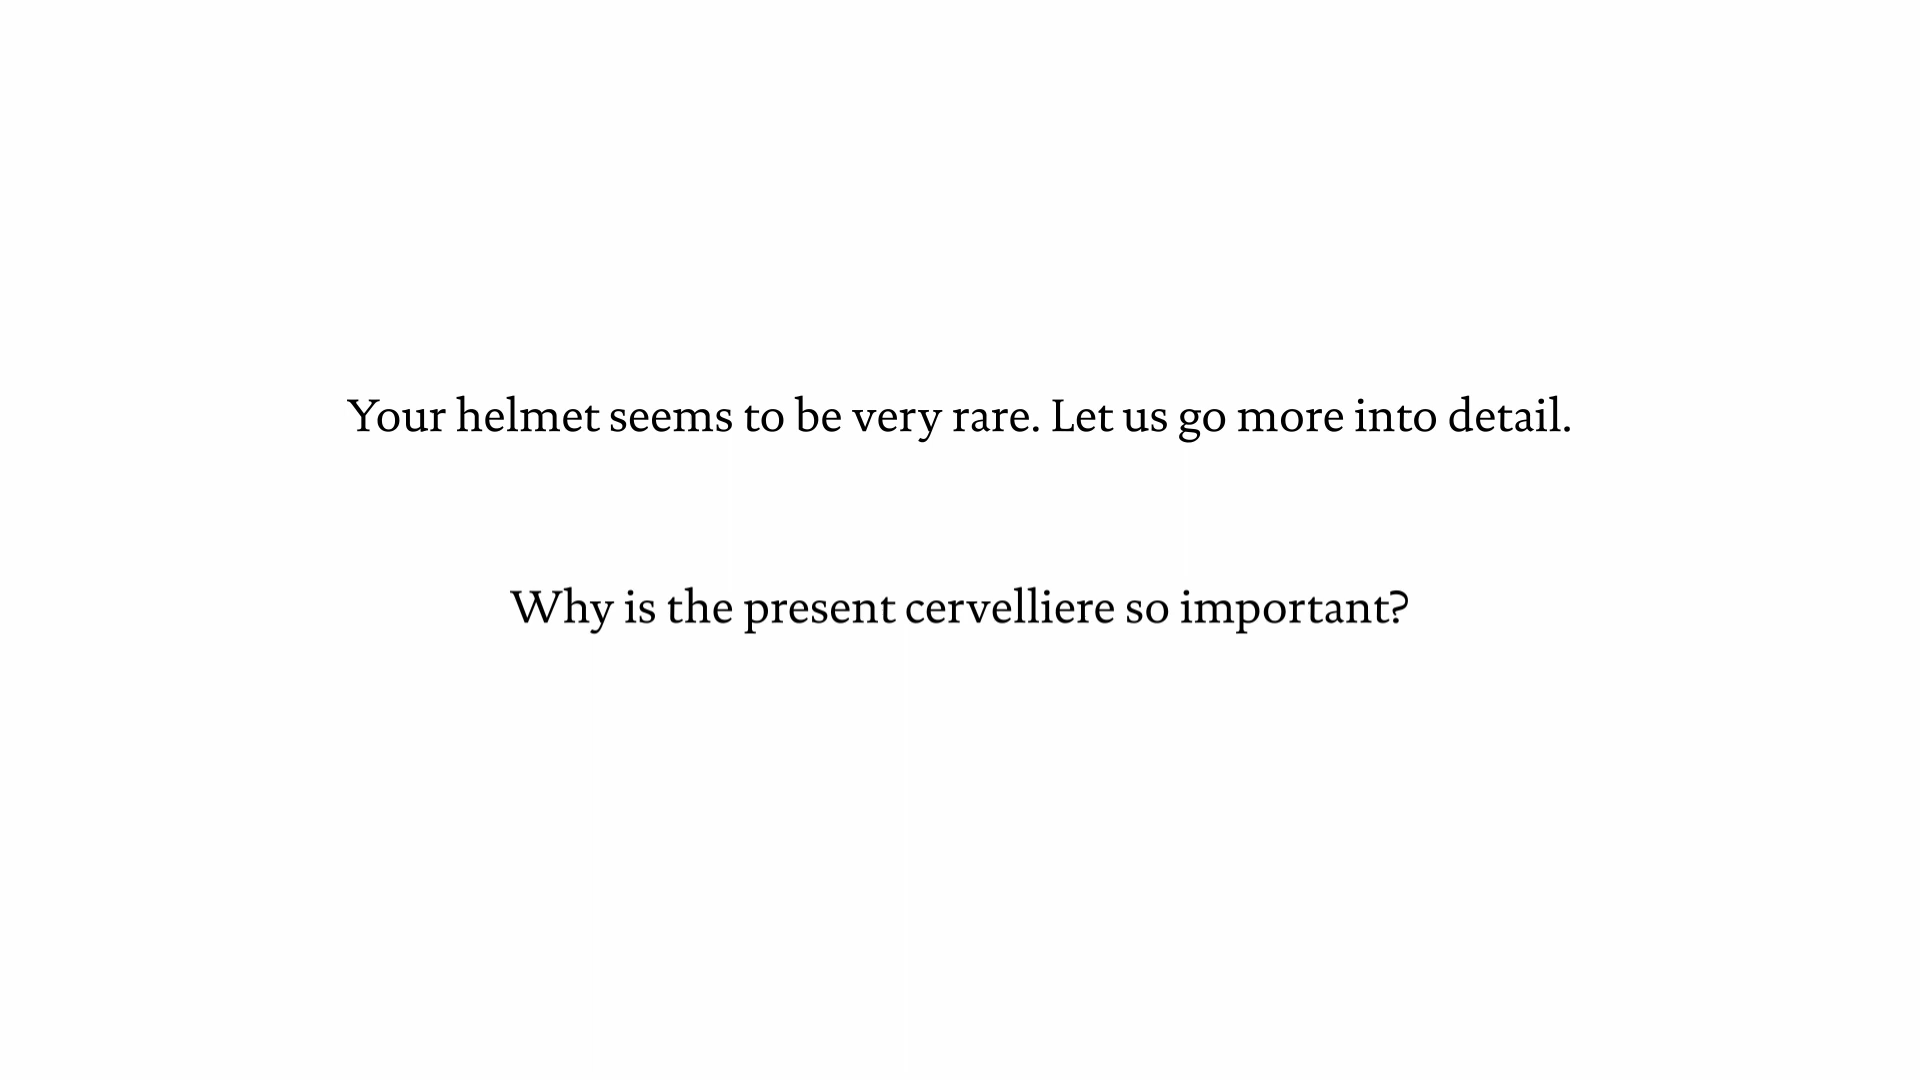 Your helmet seems to be very rare. Let us go more into detail.
Why is the present cervelliere so important?